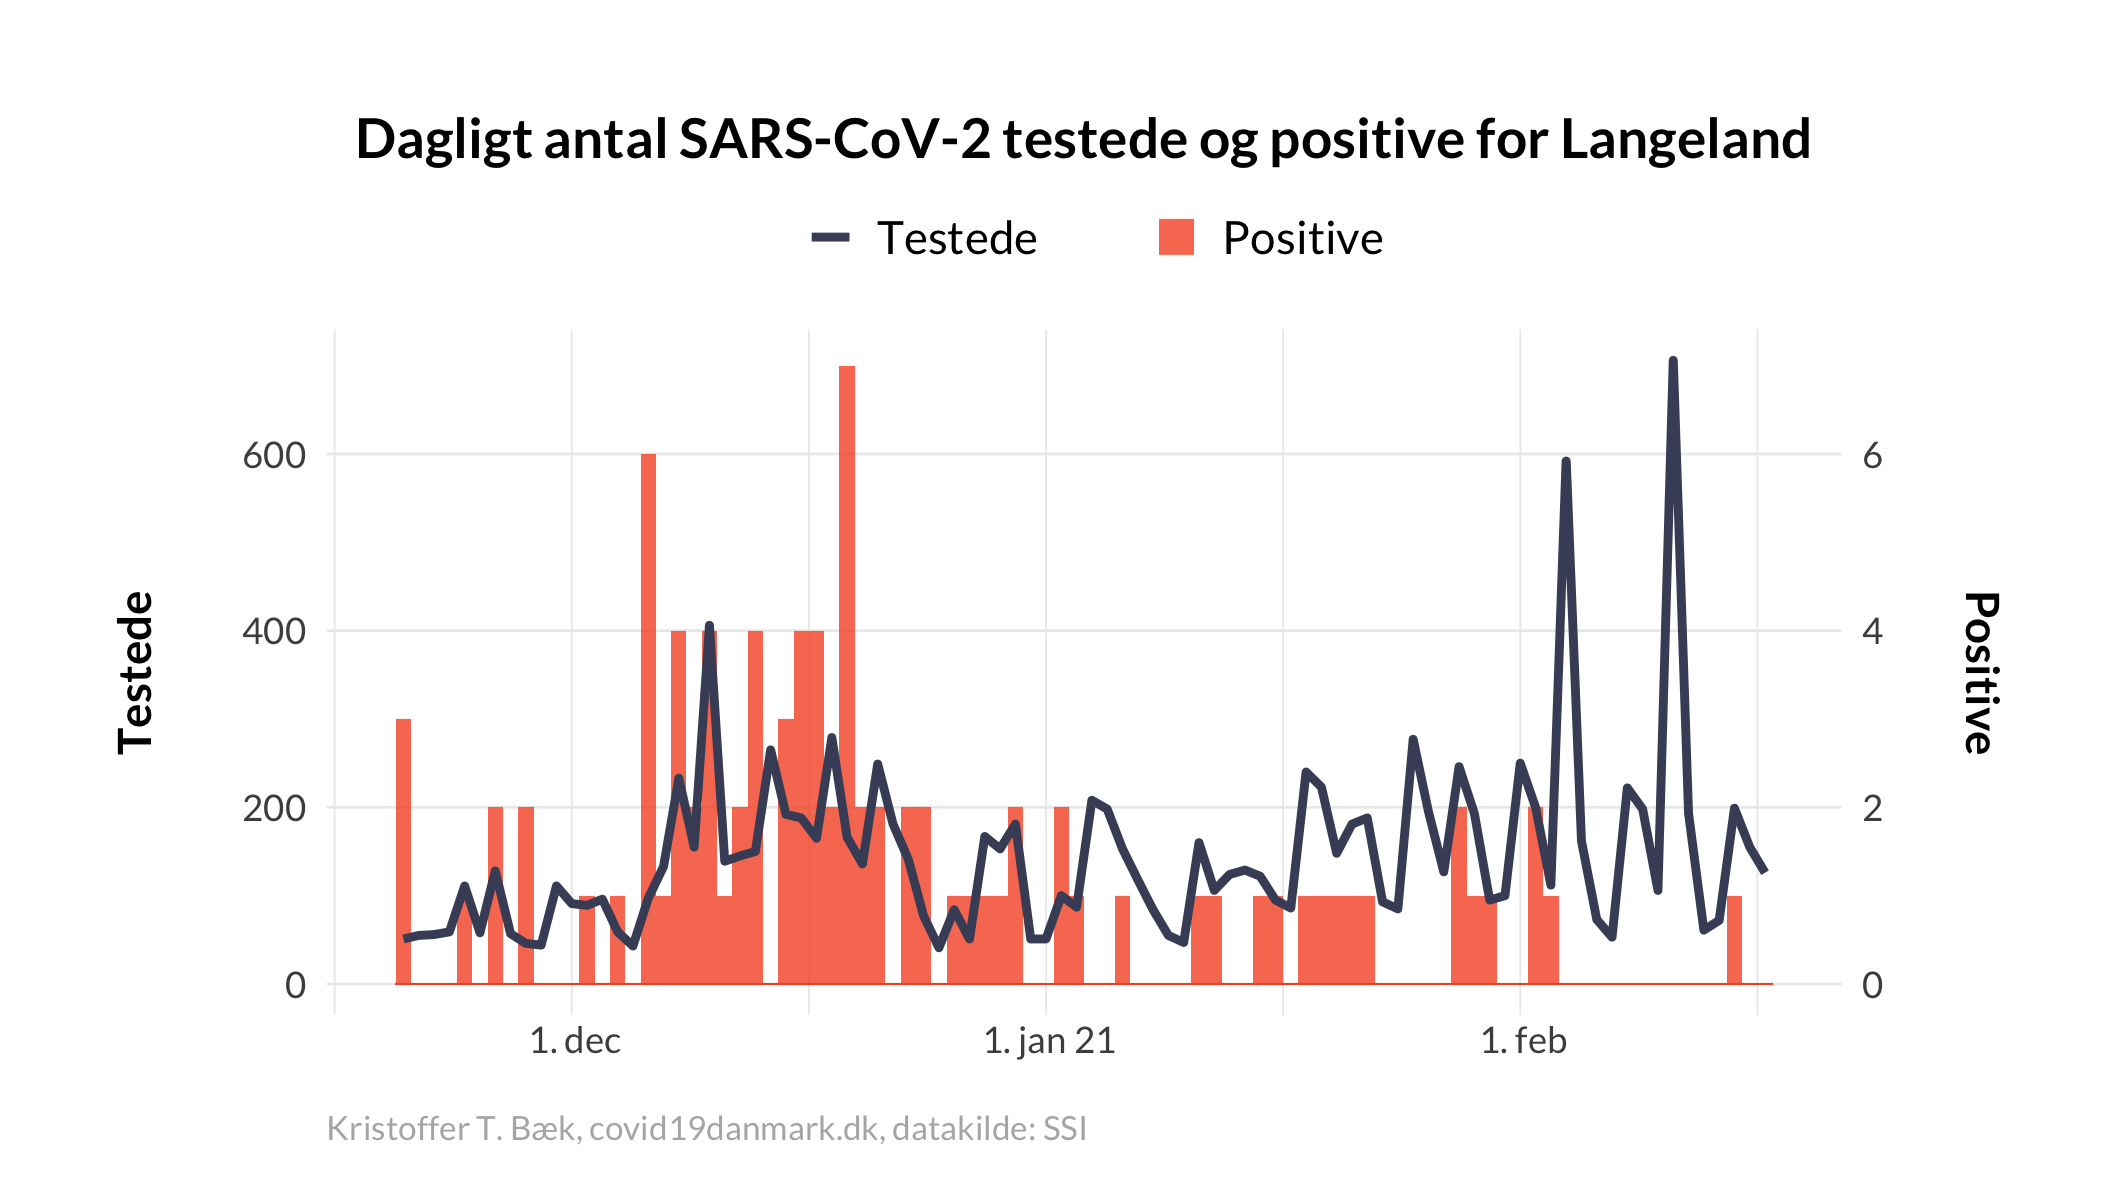 Dagligt antal SARS-CoV-2 testede og positive for Langeland
Testede
Positive
600
400
200
0
Testede
6
4
2
0
Positive
1. dec
1. jan 21
1. feb
Kristoffer T. Bæk, covid19danmark.dk, datakilde: SSI